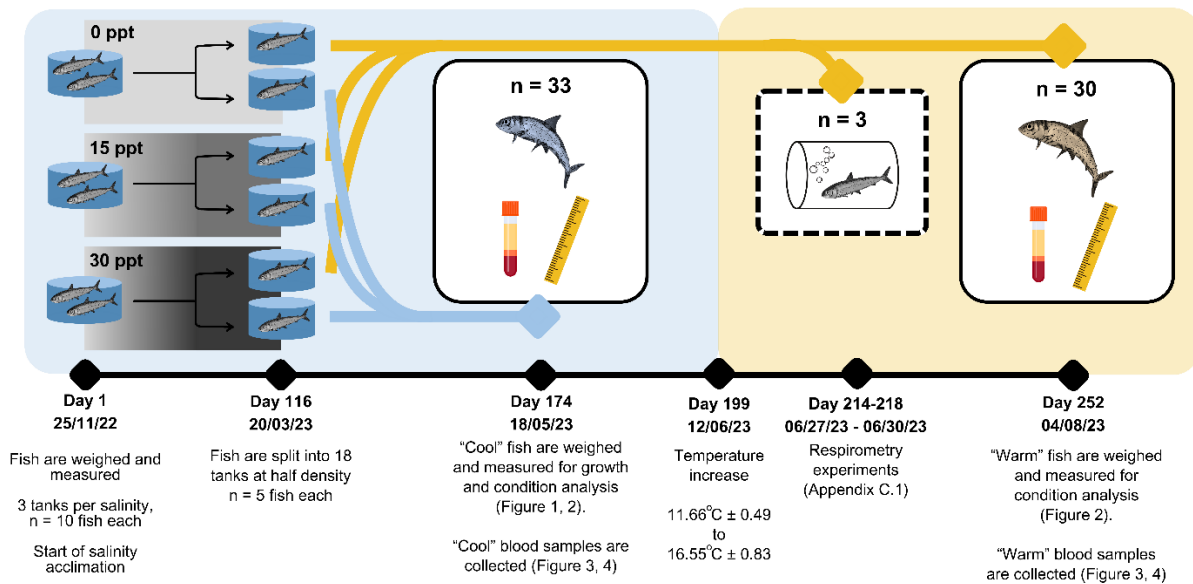 0 ppt
15 ppt
30 ppt
n = 33
n = 3
n = 30
Day 1
25/11/22
Fish are weighed and
measured
3 tanks per salinity,
n = 10 fish each
Start of salinity
acclimation
Day 116
20/03/23
Fish are split into 18
tanks at half density
n = 5 fish each
Day 174
18/05/23
“Cool” fish are weighed
and measured for growth
and condition analysis
(Figure 1, 2).
“Cool” blood samples are
collected (Figure 3, 4)
Day 199
12/06/23
Temperature
increase
11.66°C ± 0.49
to
16.55°C ± 0.83
Day 214-218
06/27/23 - 06/30/23
Respirometry
experiments
(Appendix C.1)
Day 252
04/08/23
“Warm” fish are weighed
and measured for
condition analysis
(Figure 2).
“Warm” blood samples
are collected (Figure 3, 4)